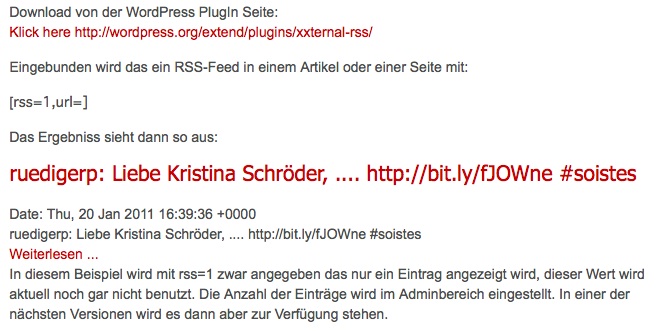 Download von der WordPress PlugIn Seite:
Klick here http://wordpress.org/extend/plugins/xxternal-rss/
Eingebunden wird das ein RSS-Feed in einem Artikel oder einer Seite mit:
[rss=1,url=]
Das Ergebniss sieht dann so aus:
ruedigerp: Liebe Kristina Schröder, .... http://bit.ly/fJOWne #soistes
Date: Thu, 20 Jan 2011 16:39:36 +0000
ruedigerp: Liebe Kristina Schröder, .... http://bit.ly/fJOWne #soistes
Weiterlesen ...
In diesem Beispiel wird mit rss=1 zwar angegeben das nur ein Eintrag angezeigt wird, dieser Wert wird
aktuell noch gar nicht benutzt. Die Anzahl der Einträge wird im Adminbereich eingestellt. In einer der
nächsten Versionen wird es dann aber zur Verfügung stehen.